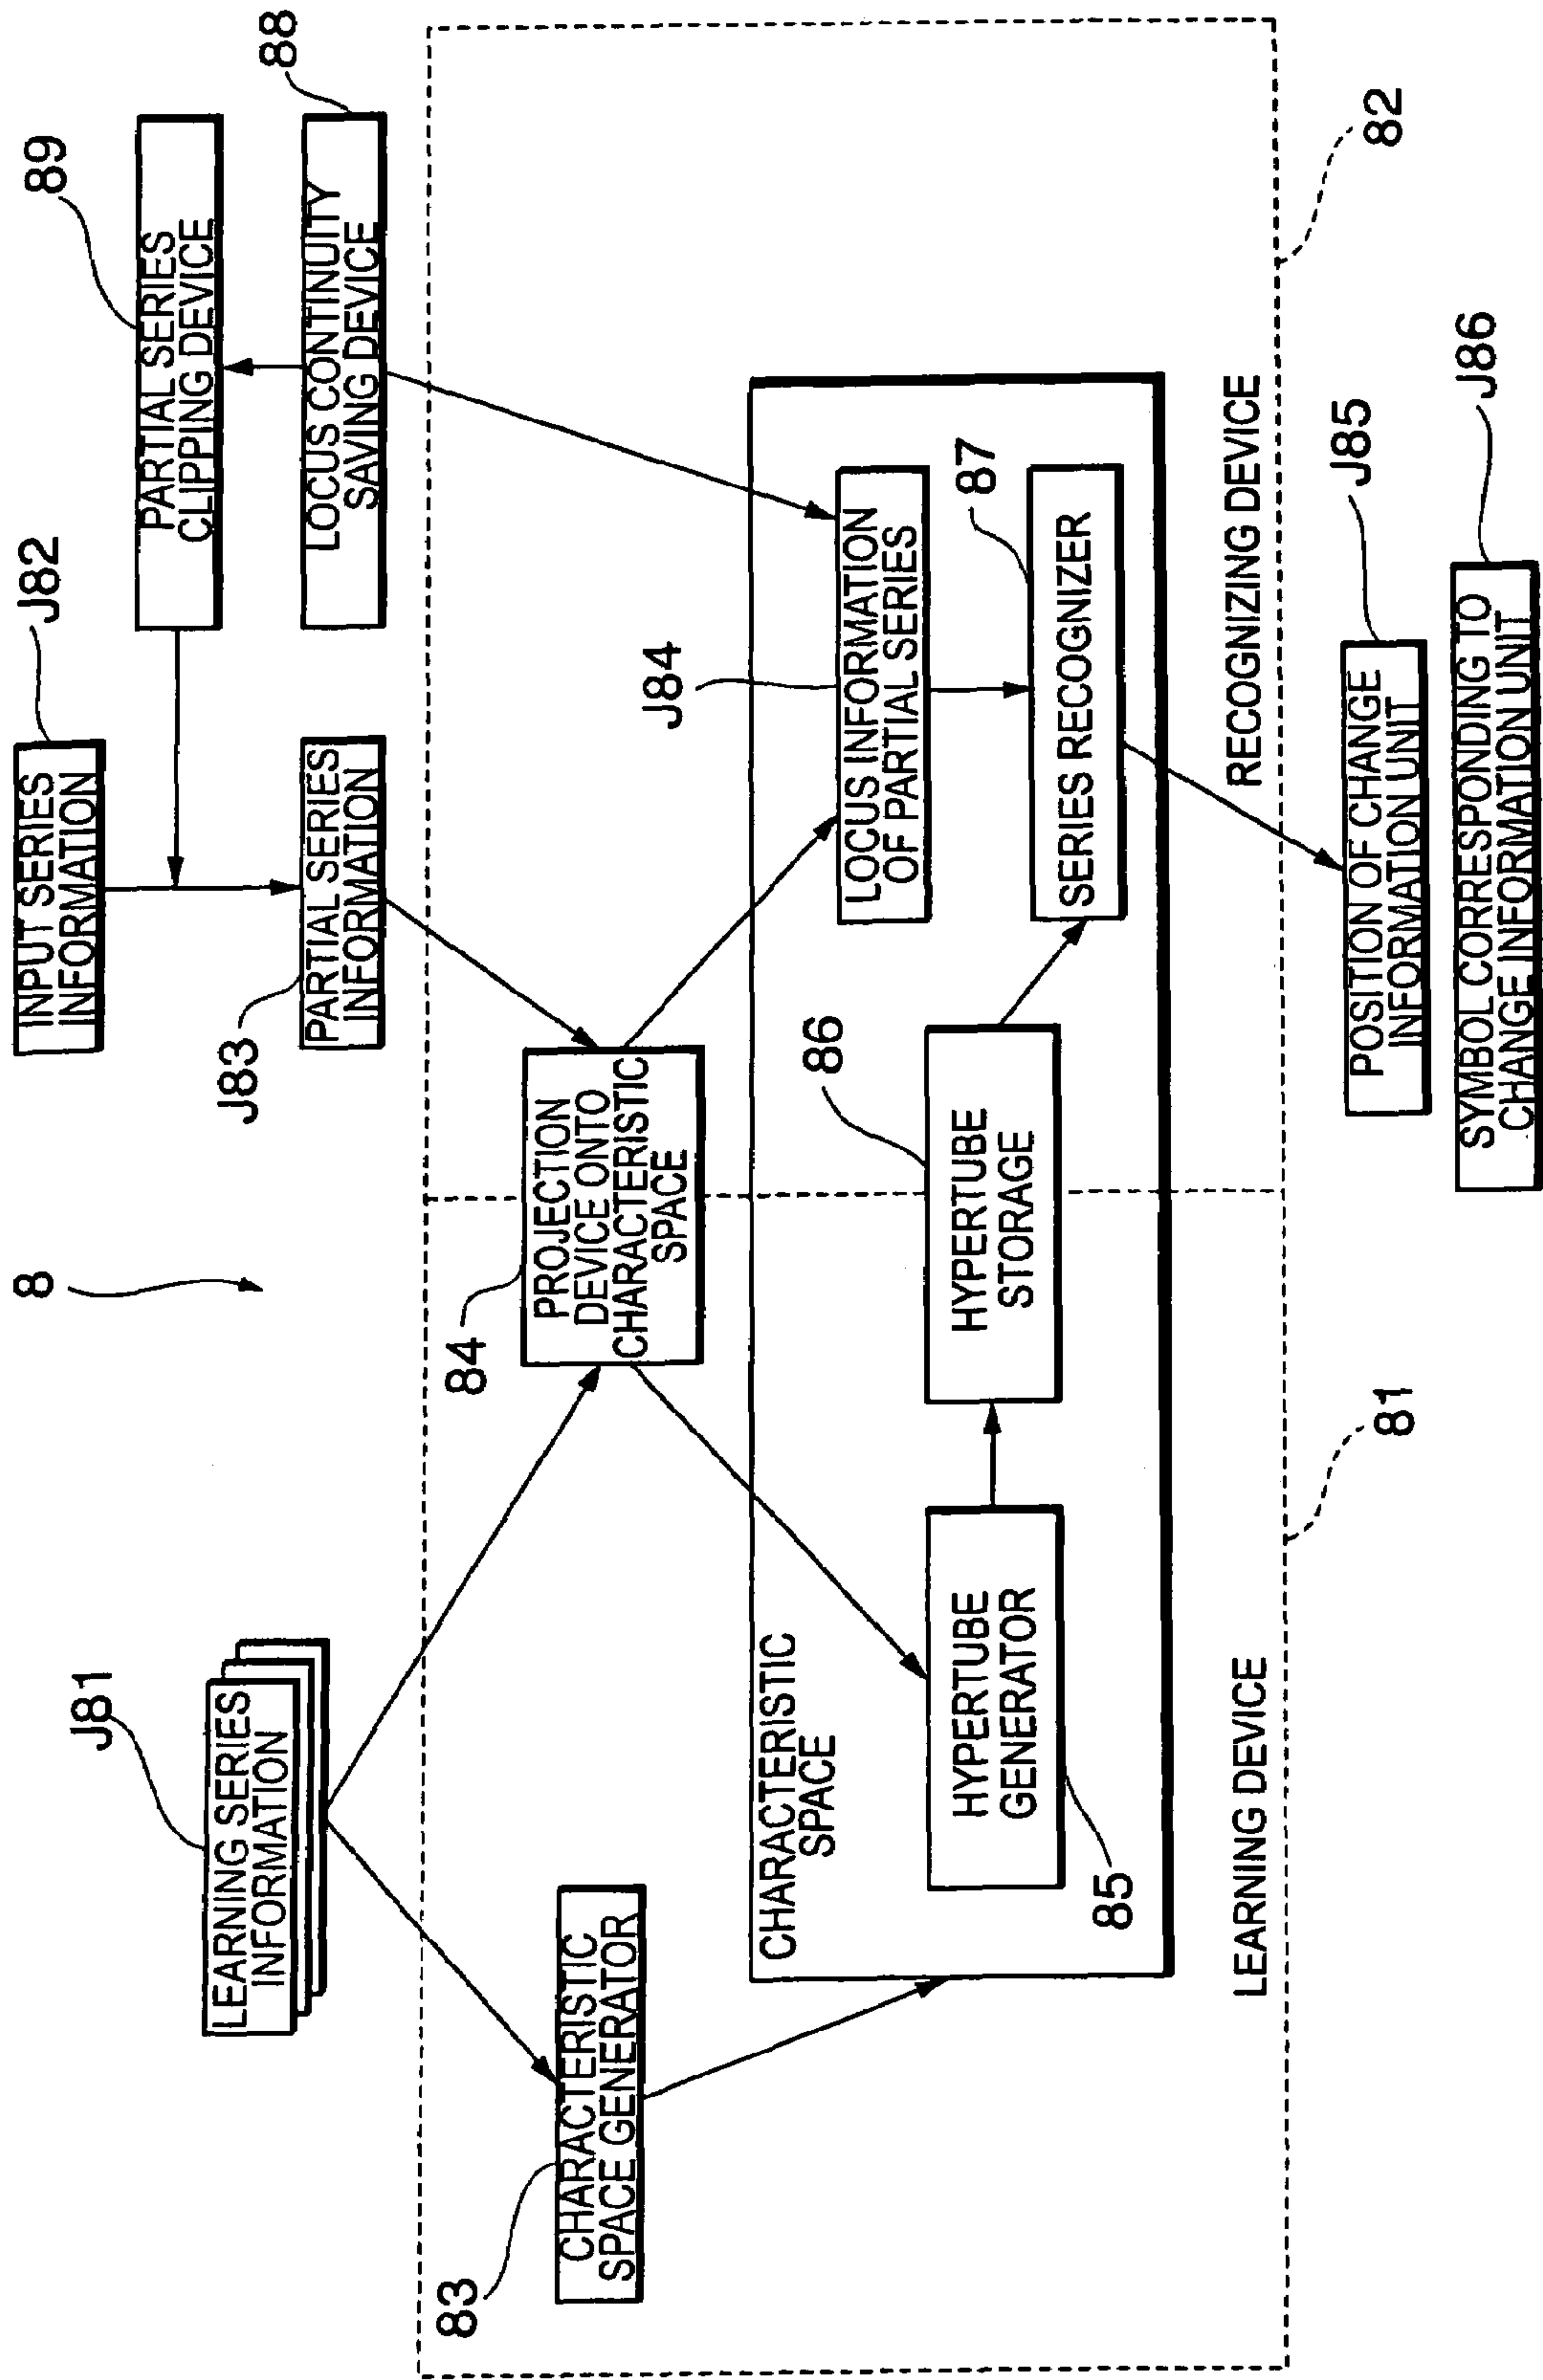 8
J81
LEARNING SERIES
INFORMATION
J82
INPUT SERIES
INFORMATION
89
PARTIAL SERIES
CLIPPING DEVICE
J83
PARTIAL SERIES
INFORMATION
88
LOCUS CONTINUITY
SAVING DEVICE
83
CHARACTERISTIC
SPACE GENERATOR
84
PROJECTION
DEVICE ONTO
CHARACTERISTIC
SPACE
CHARACTERISTIC
SPACE
85
HYPERTUBE
GENERATOR
86
HYPERTUBE
STORAGE
J84
LOCUS INFORMATION
OF PARTIAL SERIES
87
SERIES RECOGNIZER
LEARNING DEVICE
81
RECOGNIZING DEVICE
82
J85
POSITION OF CHANGE
INFORMATION UNIT
J86
SYMBOL CORRESPONDING TO
CHANGE INFORMATION UNIT